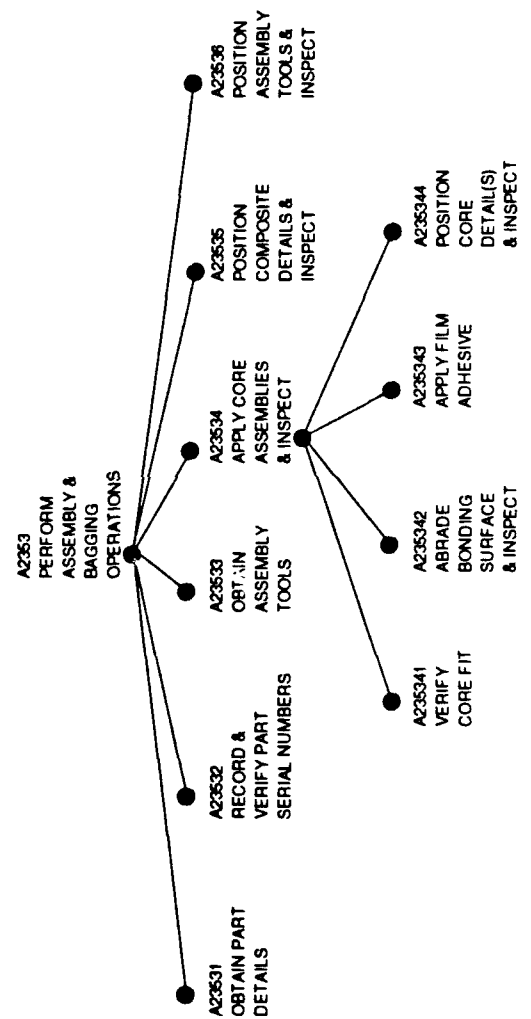 A2353
PERFORM
ASSEMBLY &
BAGGING
OPERATIONS
A23531
OBTAIN PART
DETAILS
A23532
RECORD &
VERIFY PART
SERIAL NUMBERS
A23533
OBTAIN
ASSEMBLY
TOOLS
A23534
APPLY CORE
ASSEMBLIES
& INSPECT
A23535
POSITION
COMPOSITE
DETAILS &
INSPECT
A23536
POSITION
ASSEMBLY
TOOLS &
INSPECT
A235341
VERIFY
CORE FIT
A235342
ABRADE
BONDING
SURFACE
& INSPECT
A235343
APPLY FILM
ADHESIVE
A235344
POSITION
CORE
DETAIL(S)
& INSPECT